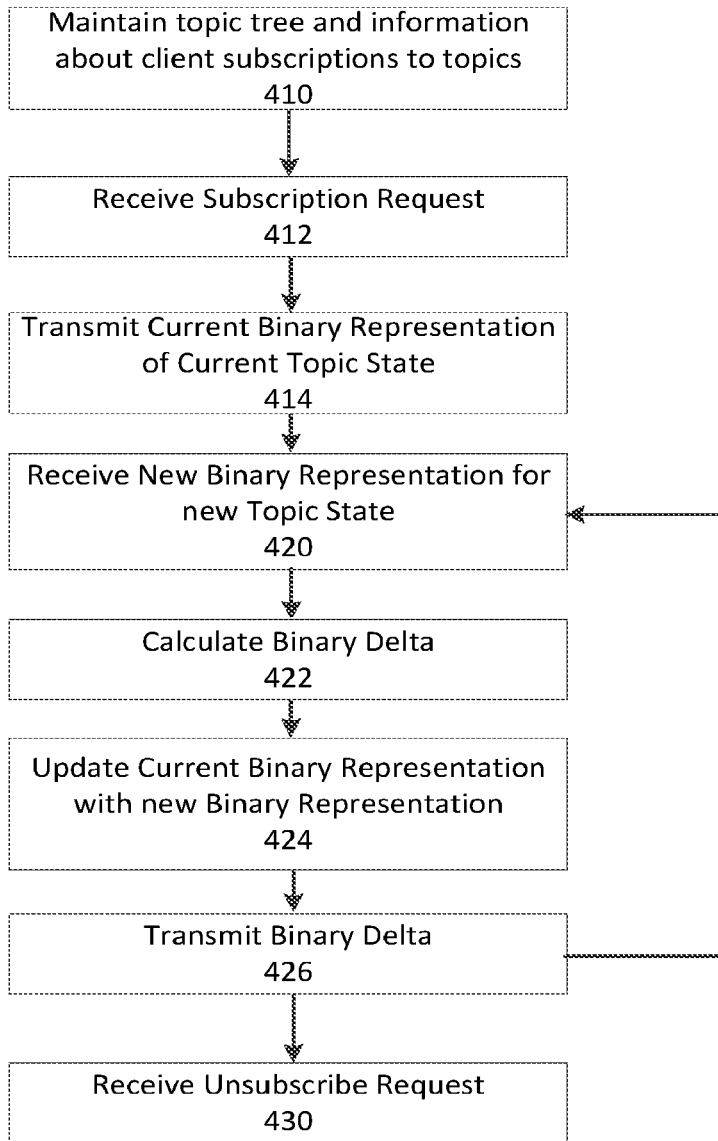 Maintain topic tree and information
about client subscriptions to topics
410
Receive Subscription Request
412
Transmit Current Binary Representation
of Current Topic State
414
Receive New Binary Representation for
new Topic State
420
Calculate Binary Delta
422
Update Current Binary Representation
with new Binary Representation
424
Transmit Binary Delta
426
Receive Unsubscribe Request
430